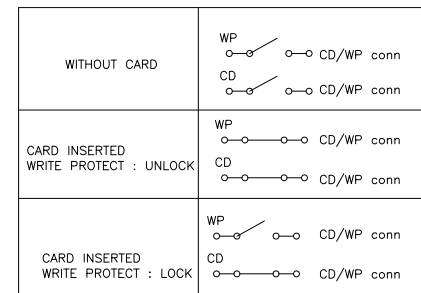 WITHOUT CARD
WP
CD/WP conn
CD
CD/WP conn
CARD INSERTED
WRITE PROTECT : UNLOCK
WP
CD/WP conn
CD
CD/WP conn
CARD INSERTED
WRITE PROTECT : LOCK
WP
CD/WP conn
CD
CD/WP conn